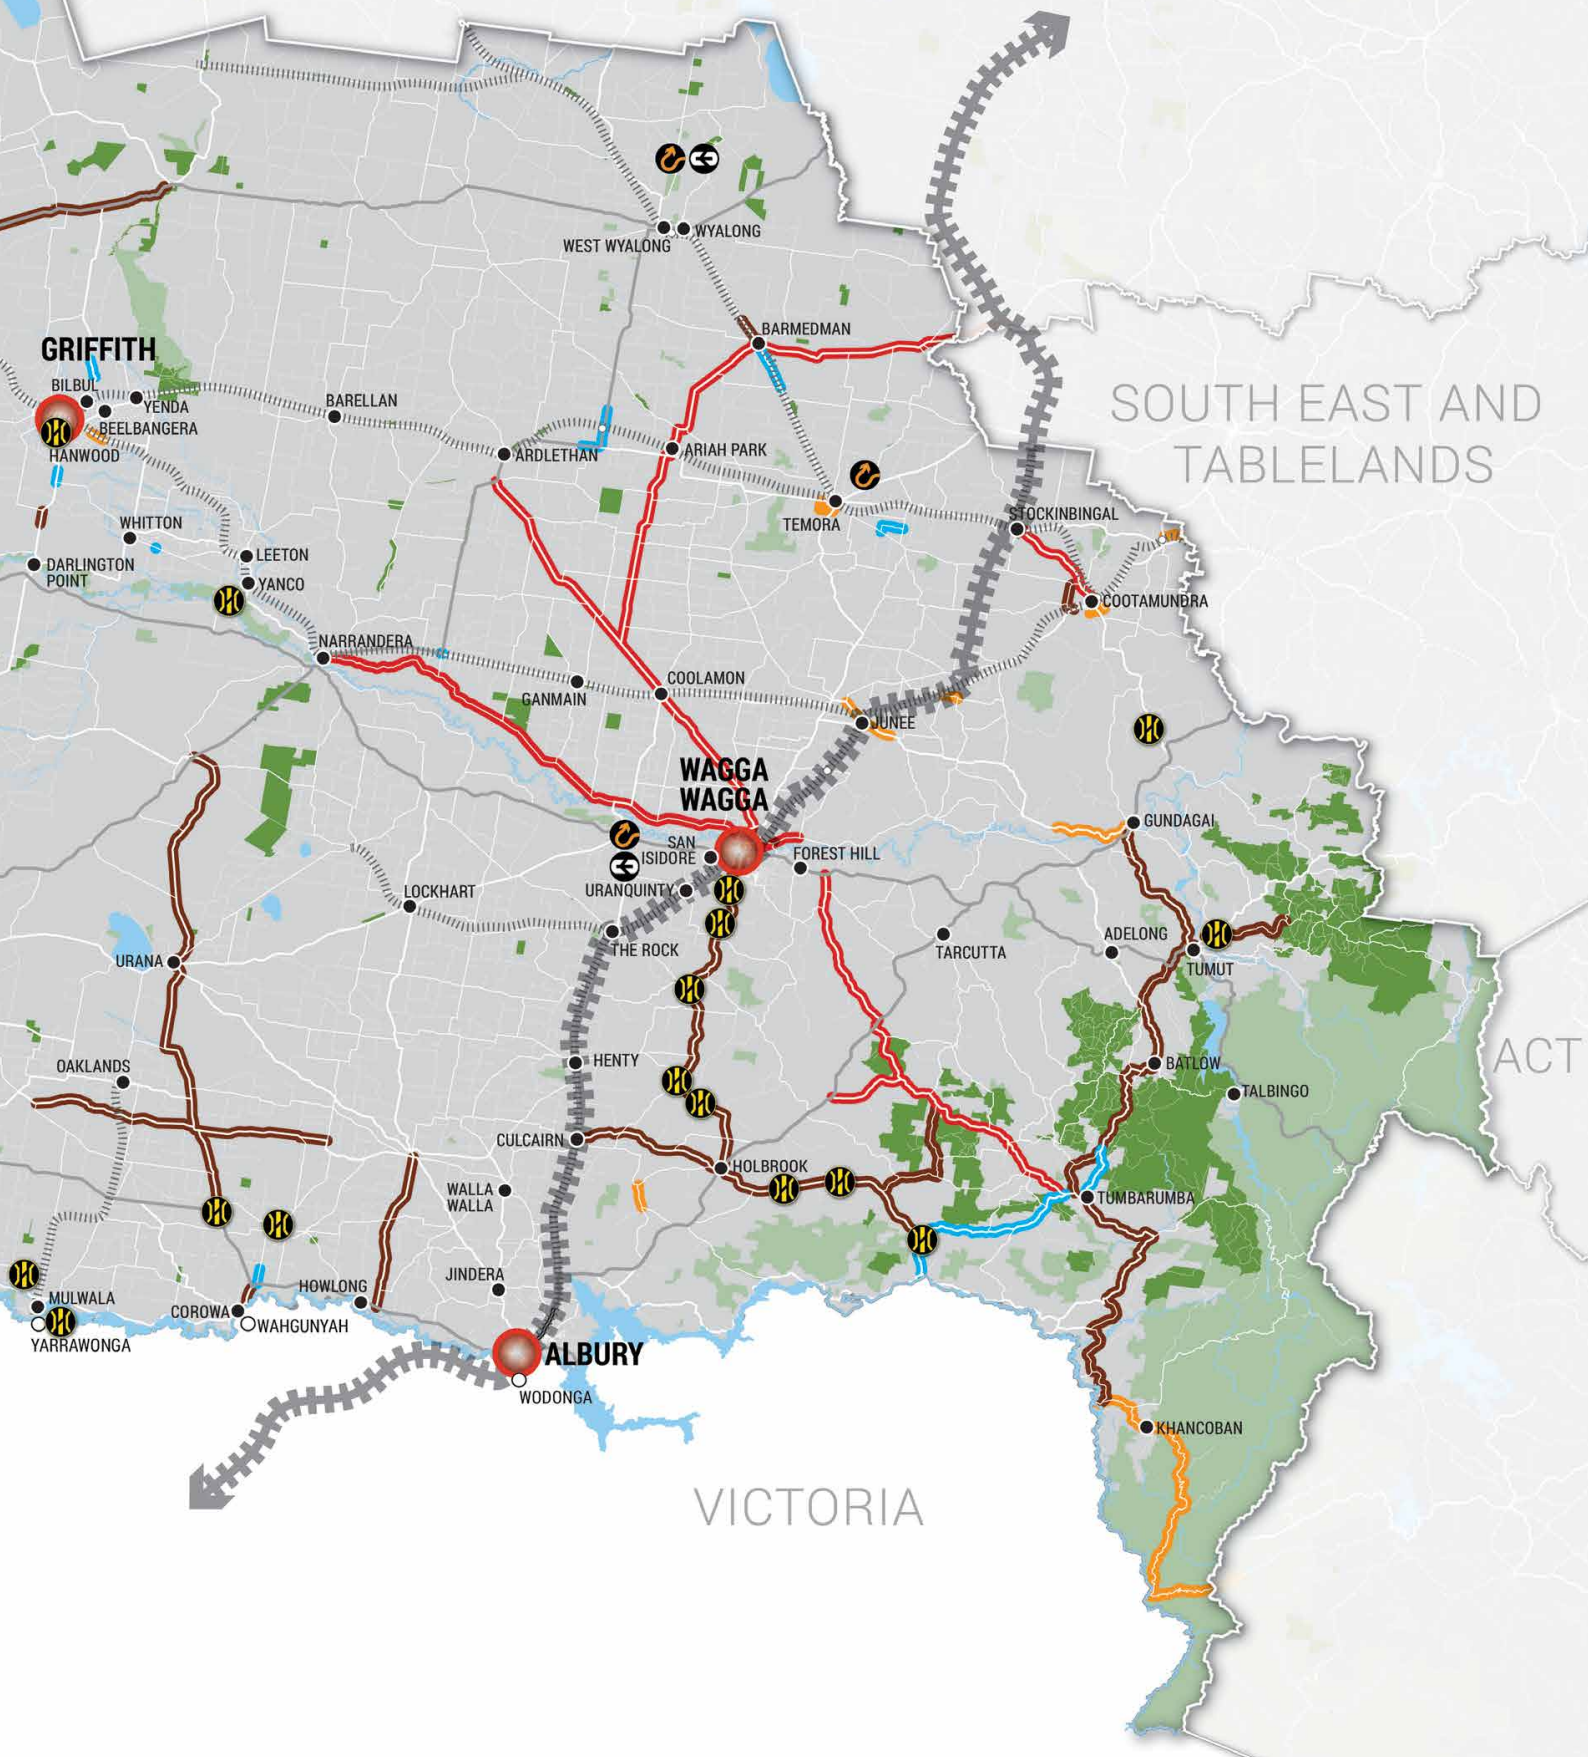 WEST WYALONG
WYALONG
BARMEDMAN
GRIFFITH
BILBUL
YENDA
BEELBANGERA
HANWOOD
BARELLAN
ARDLETHAN
ARIAH PARK
SOUTH EAST AND
TABLELANDS
TEMORA
STOCKINBINGAL
WHITTON
LEETON
DARLINGTON
POINT
YANCO
COOTAMUNDRA
NARRANDERA
GANMAIN
COOLAMON
JUNEE
WAGGA
WAGGA
GUNDAGAI
SAN
ISIDORE
FOREST HILL
URANQUINTY
LOCKHART
THE ROCK
TARCUTTA
ADELONG
TUMUT
URANA
OAKLANDS
HENTY
BATLOW
ACT
TALBINGO
CULCAIRN
HOLBROOK
WALLA
WALLA
TUMBARUMBA
JINDERA
HOWLONG
MULWALA
COROWA
WAHGUNYAH
YARRAWONGA
ALBURY
WODONGA
KHANCOBAN
VICTORIA